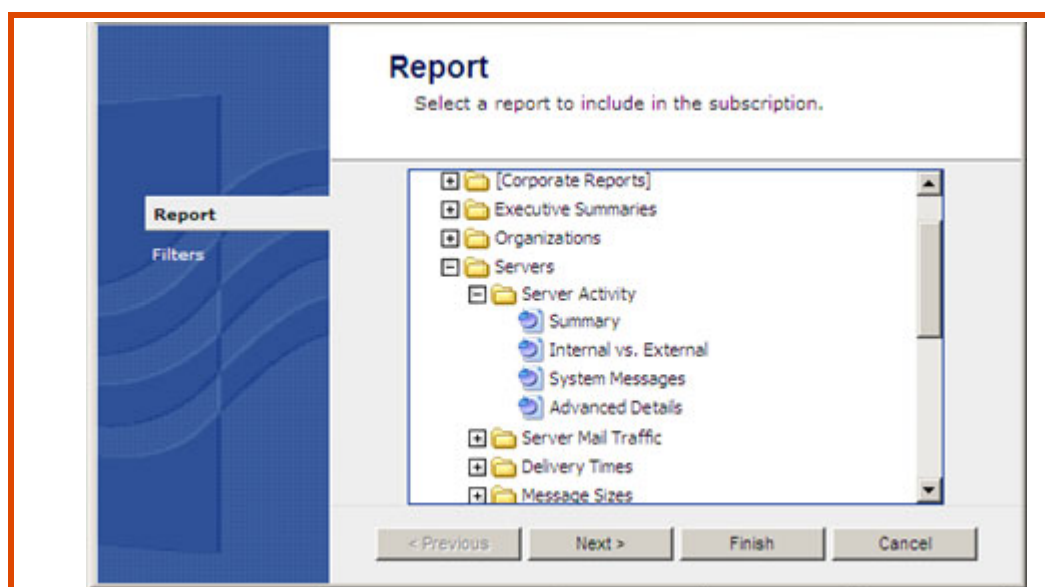 Report
Select a report to include in the subscription.
Report
Filters
[Corporate Reports]
Executive Summaries
Organizations
Servers
Server Activity
Summary
Internal vs. External
System Messages
Advanced Details
Server Mail Traffic
Delivery Times
Message Sizes
< Previous
Next >
Finish
Cancel